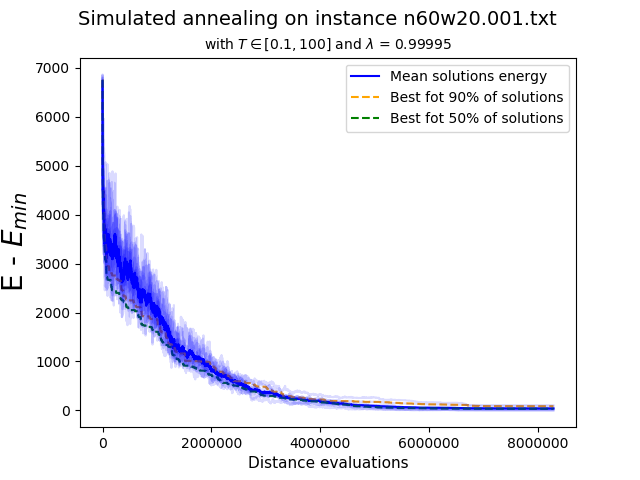 Simulated annealing on instance n60w20.001.txt
with T ∈ [0.1, 100] and λ = 0.99995
Mean solutions energy
Best fot 90% of solutions
Best fot 50% of solutions
E - E_min
7000
6000
5000
4000
3000
2000
1000
0
0 2000000 4000000 6000000 8000000
Distance evaluations